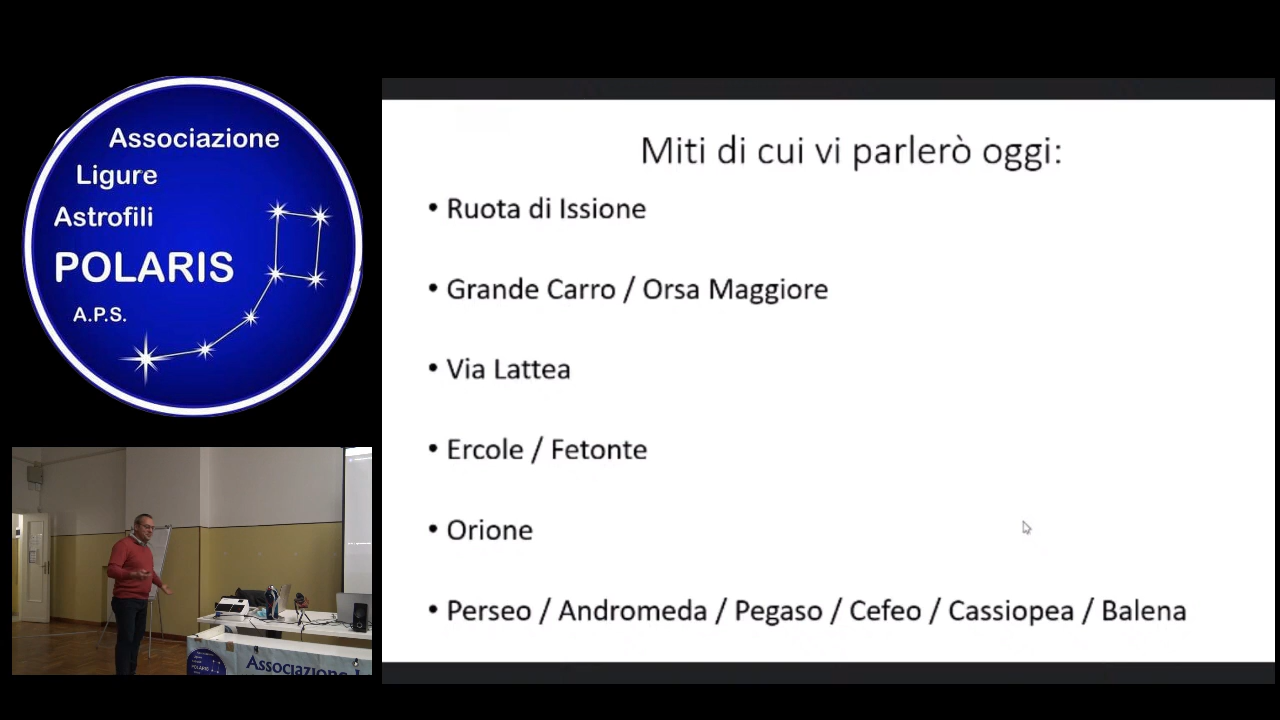 Associazione
Ligure
Astrofili
POLARIS
A.P.S.
Miti di cui vi parlerò oggi:
• Ruota di Issione
• Grande Carro / Orsa Maggiore
• Via Lattea
• Ercole / Fetonte
• Orione
• Perseo / Andromeda / Pegaso / Cefeo / Cassiopea / Balena
POLARIS
Associazione